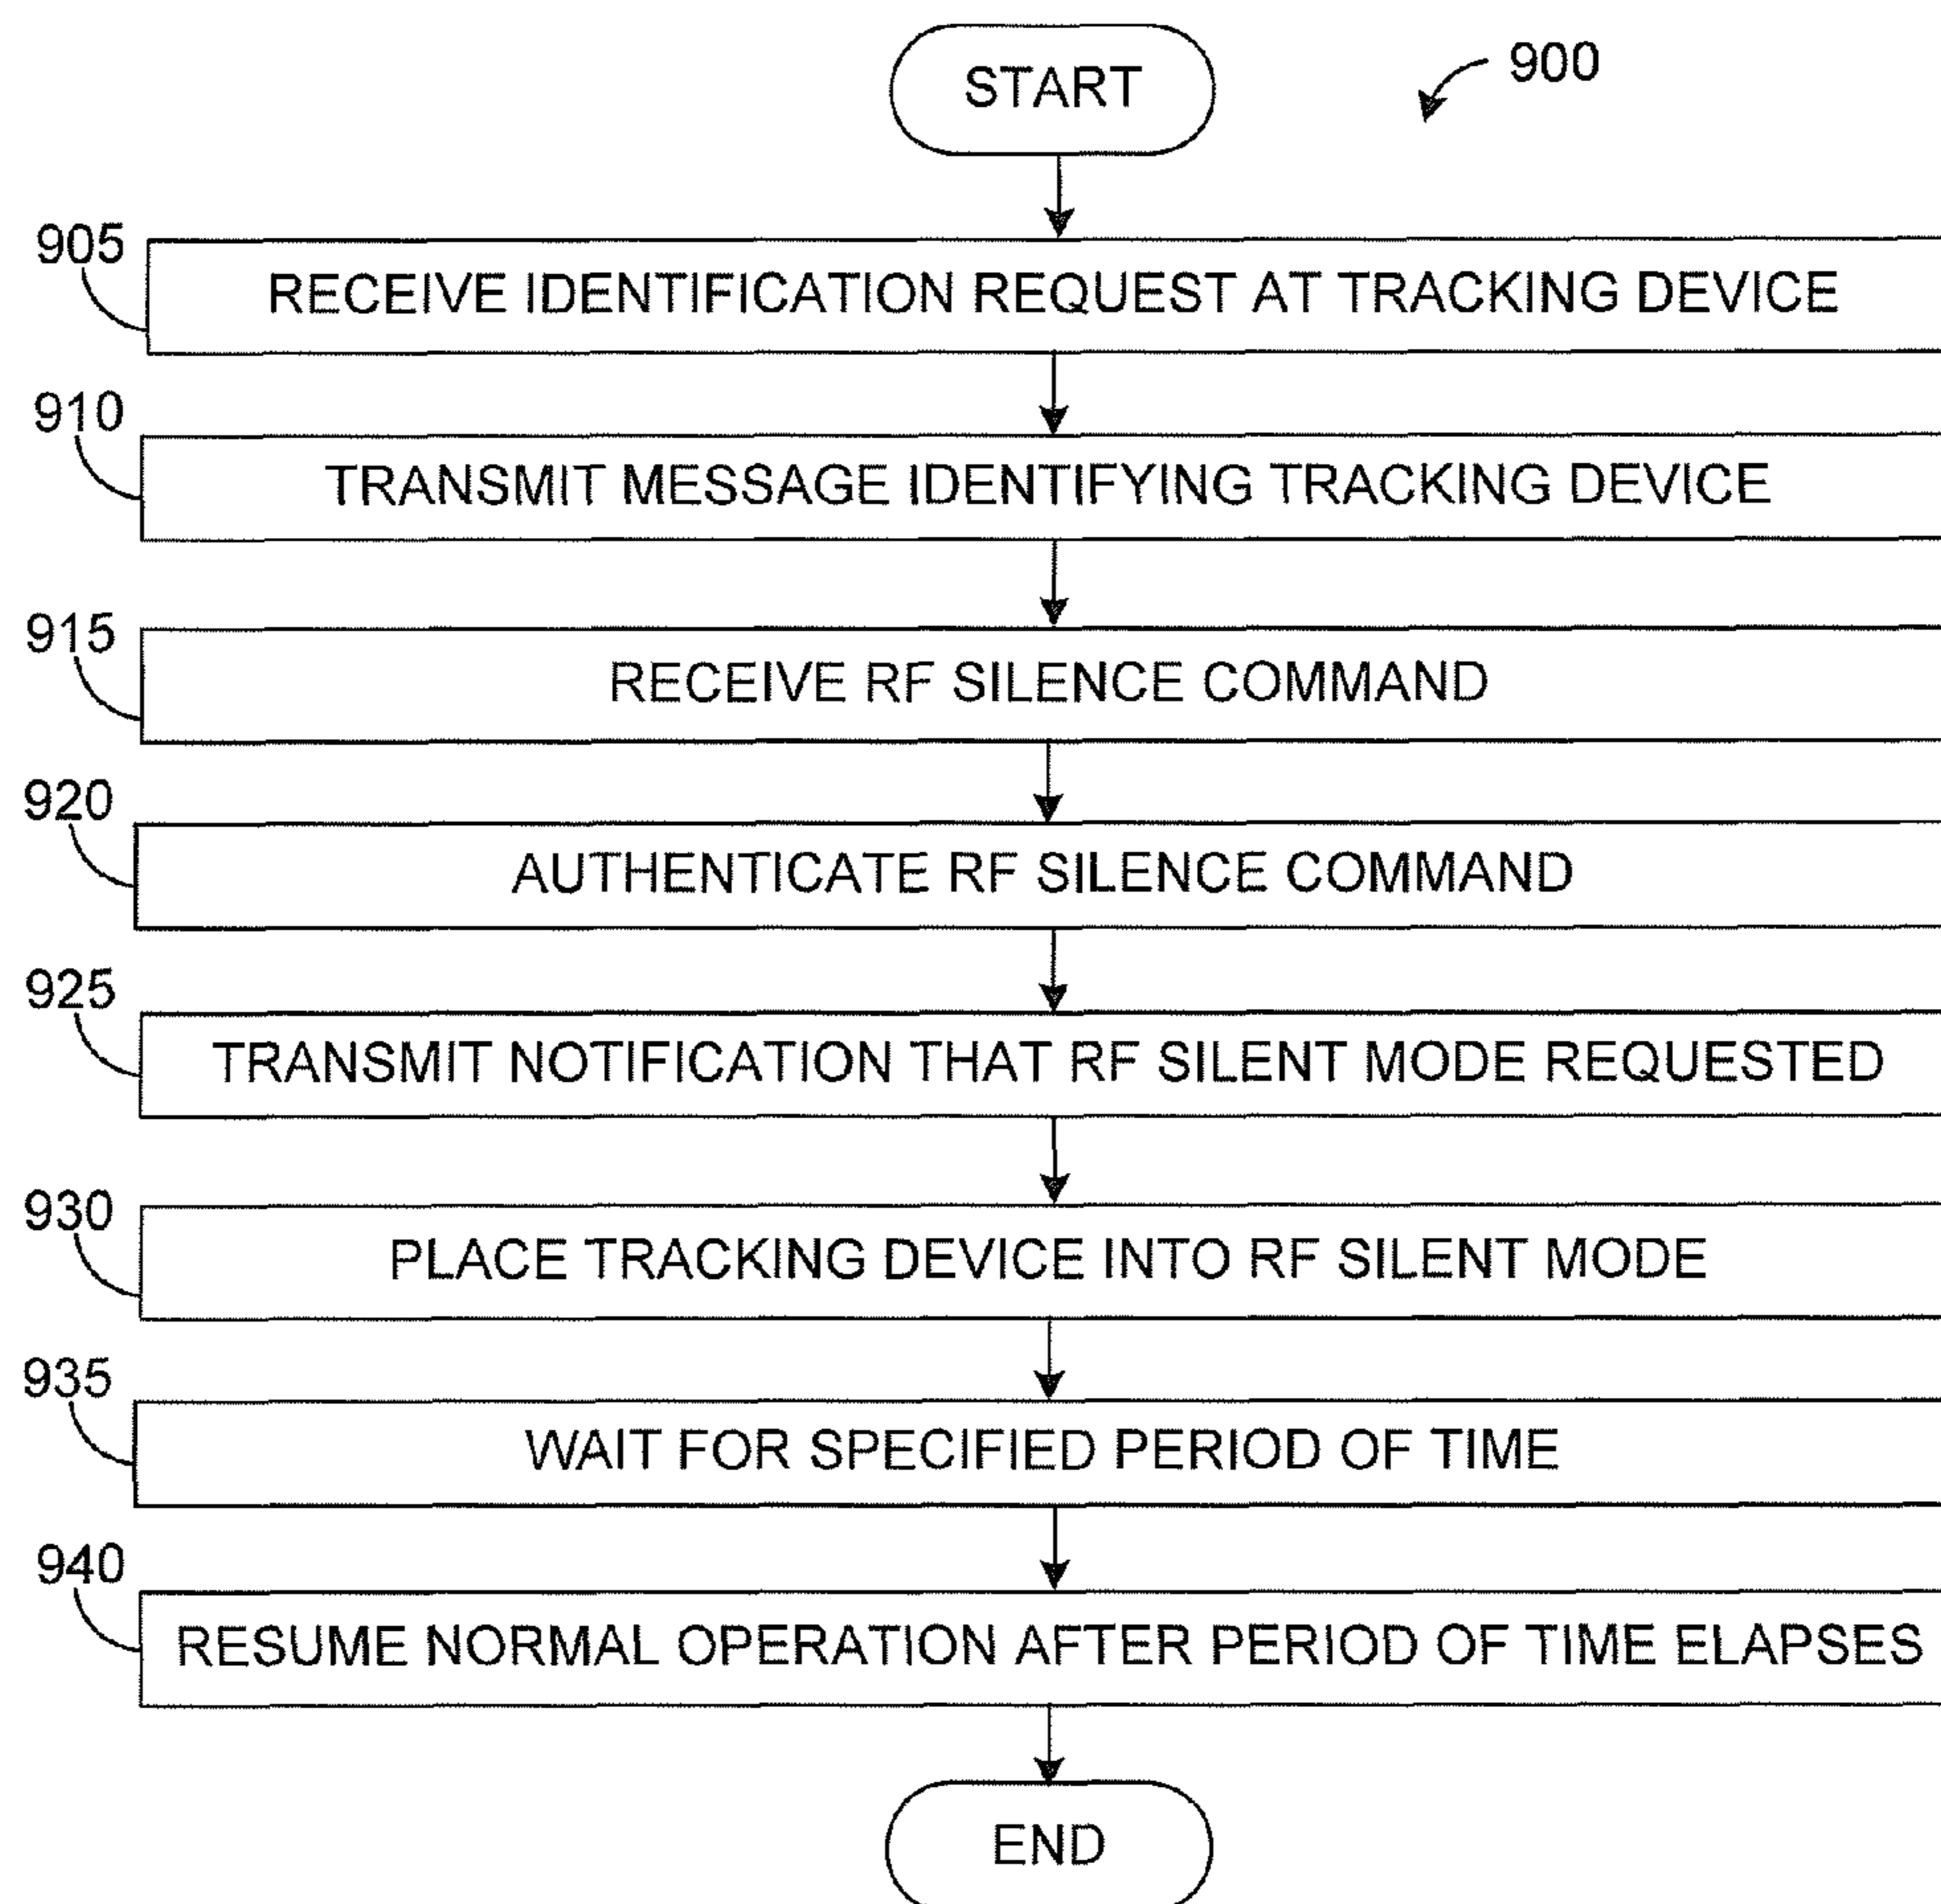 START
900
905
RECEIVE IDENTIFICATION REQUEST AT TRACKING DEVICE
910
TRANSMIT MESSAGE IDENTIFYING TRACKING DEVICE
915
RECEIVE RF SILENCE COMMAND
920
AUTHENTICATE RF SILENCE COMMAND
925
TRANSMIT NOTIFICATION THAT RF SILENT MODE REQUESTED
930
PLACE TRACKING DEVICE INTO RF SILENT MODE
935
WAIT FOR SPECIFIED PERIOD OF TIME
940
RESUME NORMAL OPERATION AFTER PERIOD OF TIME ELAPSES
END